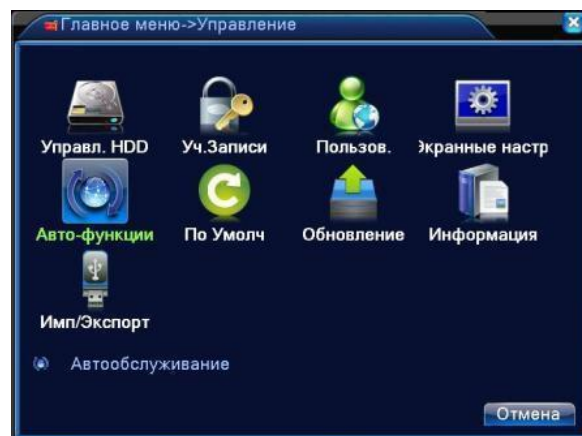 Главное меню->Управление
Управл. HDD Уч.Записи Пользов. Экранные настр
Авто-функции По Умолч Обновление Информация
Имп/Экспорт
Автообслуживание
Отмена